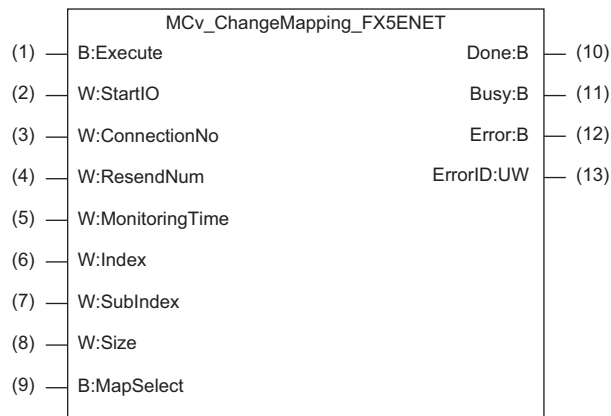 MCv_ChangeMapping_FX5ENET
(1) B:Execute Done:B (10)
(2) W:StartIO Busy:B (11)
(3) W:ConnectionNo Error:B (12)
(4) W:ResendNum ErrorID:UW (13)
(5) W:MonitoringTime
(6) W:Index
(7) W:SubIndex
(8) W:Size
(9) B:MapSelect